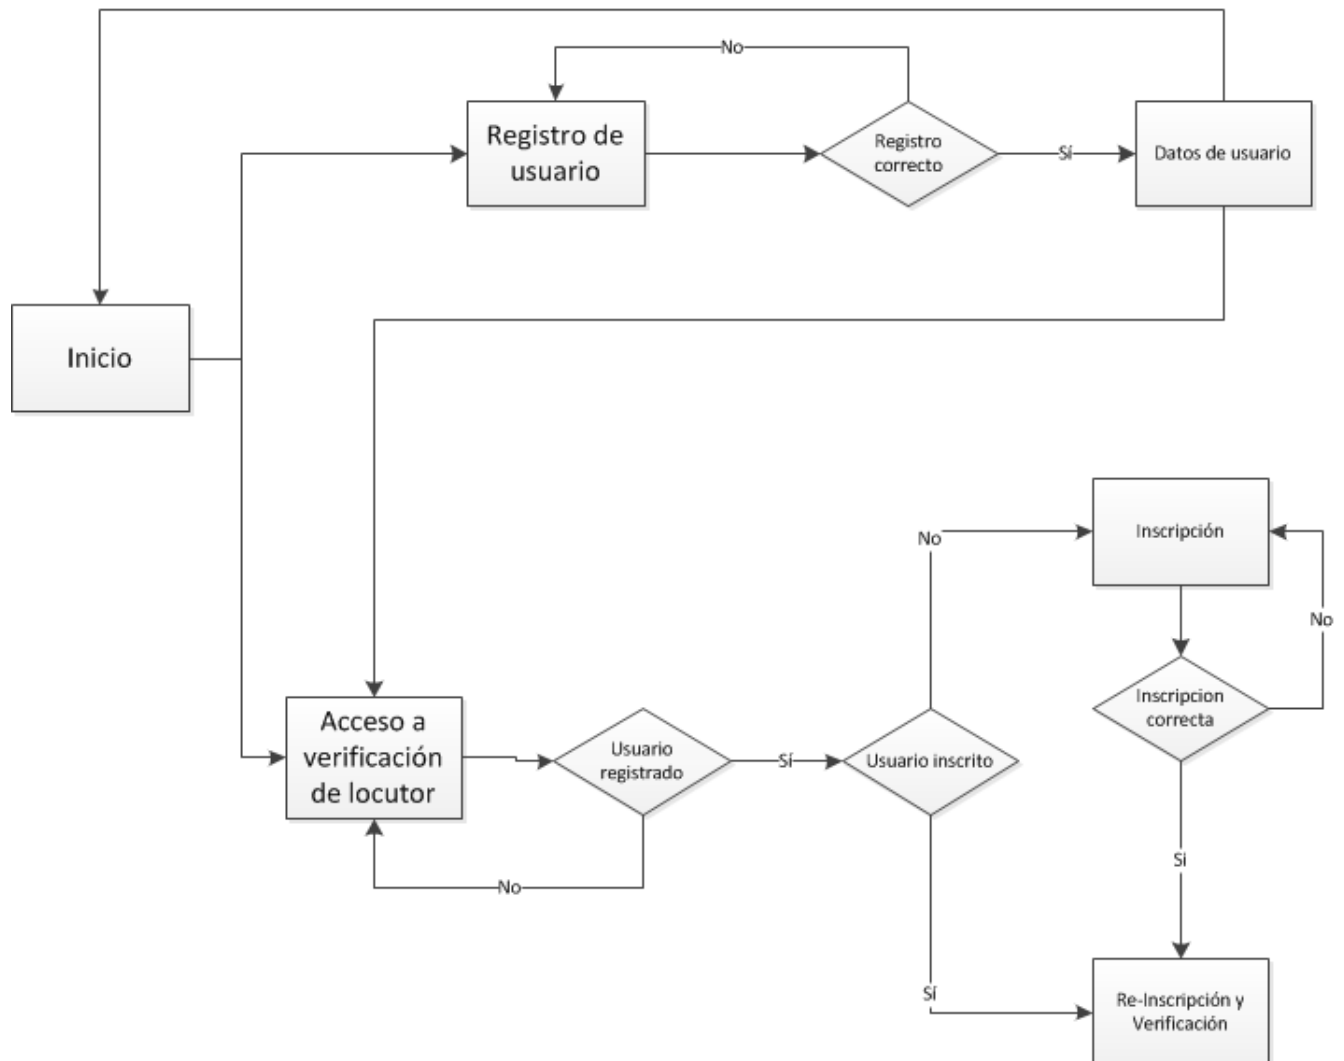 No
Registro de
usuario
Registro
correcto
Sí
Datos de usuario
Inicio
No
Inscripción
No
Inscripcion
correcta
Acceso a
verificación
de locutor
Usuario
registrado
Sí
Usuario inscrito
No
Si
Sí
Re-Inscripción y
Verificación